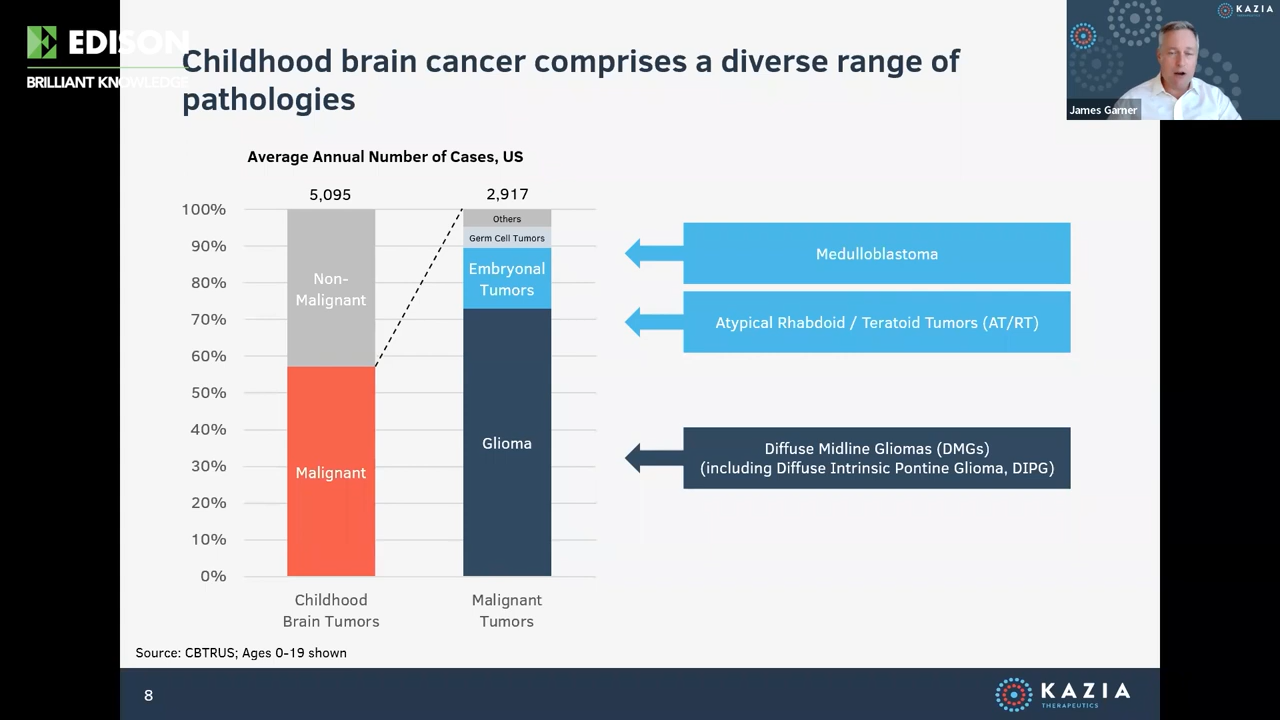 EDISON
BRILLIANT KNOWLEDGE
Childhood brain cancer comprises a diverse range of
pathologies
KAZIA
THERAPEUTICS
James Garner
Average Annual Number of Cases, US
5,095
2,917
100%
90%
80%
70%
60%
50%
40%
30%
20%
10%
0%
Non-
Malignant
Malignant
Others
Germ Cell Tumors
Embryonal
Tumors
Glioma
Childhood
Brain Tumors
Malignant
Tumors
Medulloblastoma
Atypical Rhabdoid / Teratoid Tumors (AT/RT)
Diffuse Midline Gliomas (DMGs)
(including Diffuse Intrinsic Pontine Glioma, DIPG)
Source: CBTRUS; Ages 0-19 shown
8
KAZIA
THERAPEUTICS